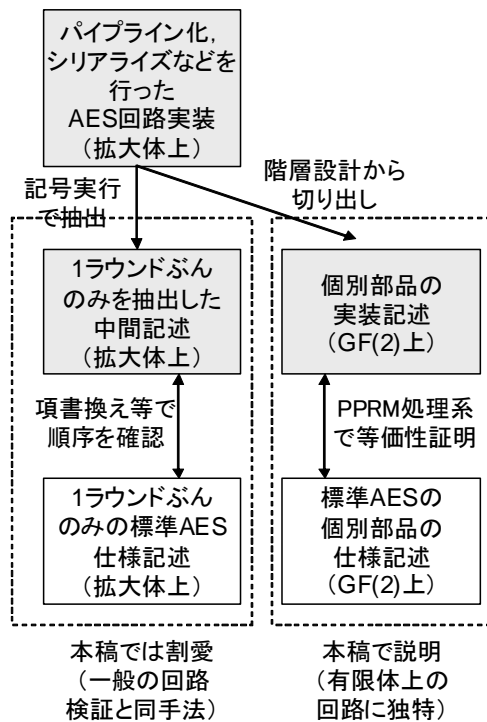 パイプライン化，
シリアライズなどを
行った
AES回路実装
（拡大体上）
記号実行
で抽出
階層設計から
切り出し
1ラウンドぶん
のみを抽出した
中間記述
（拡大体上）
個別部品の
実装記述
（GF(2)上）
項書換え等で
順序を確認
PPRM処理系
で等価性証明
1ラウンドぶん
のみの標準AES
仕様記述
（拡大体上）
標準AESの
個別部品の
仕様記述
（GF(2)上）
本稿では割愛
（一般の回路
検証と同手法）
本稿で説明
（有限体上の
回路に独特）